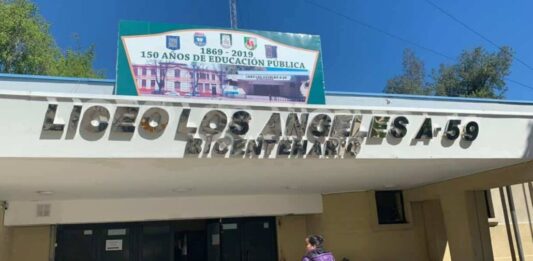 1869 - 2019
150 AÑOS DE EDUCACIÓN PÚBLICA.
LICEO LOS ANGELES A-59
BICENTENARIO